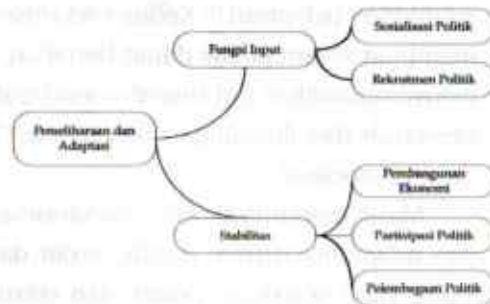 Sosialisasi Politik
Fungsi Input
Rekrutmen Politik
Pemeliharaan dan
Adaptasi
Pembangunan
Ekonomi
Stabilitas
Partisipasi Politik
Pelembagaan Politik